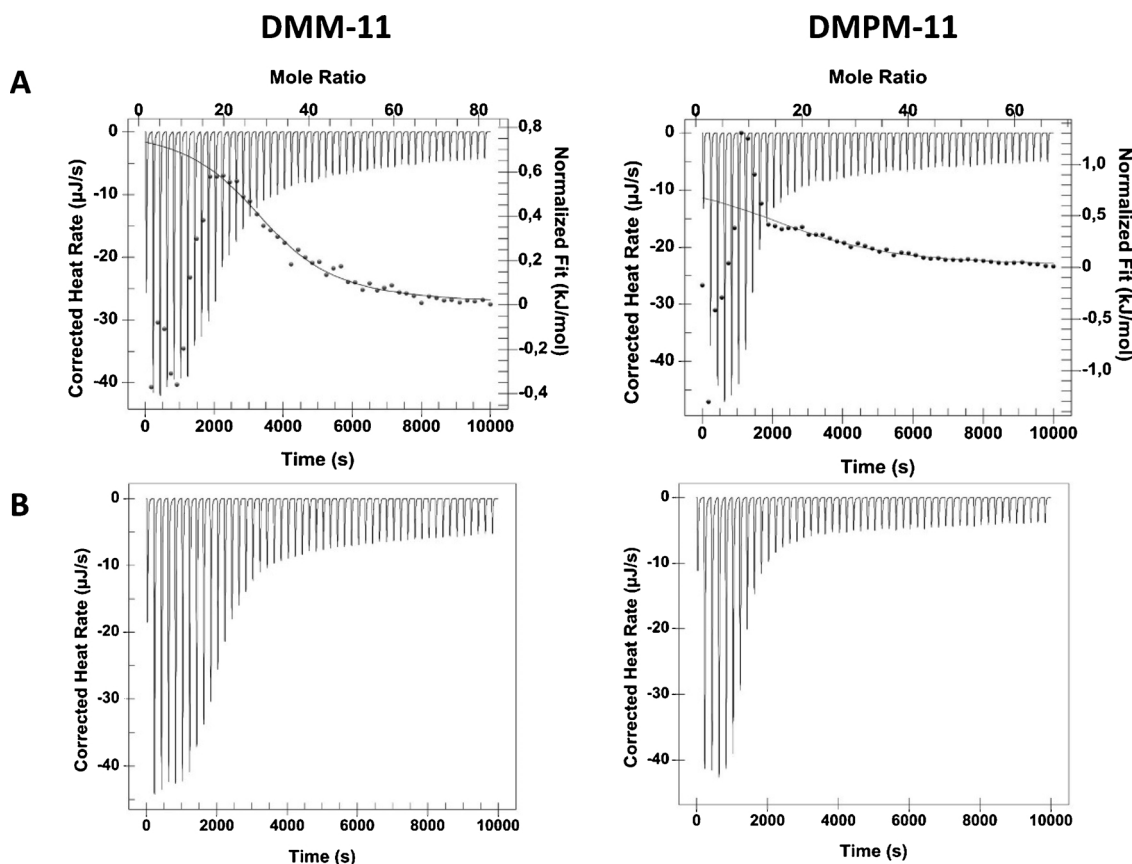 DMM-11
DMPM-11
A
Mole Ratio
0 20 40 60 80
0
-10
-20
-30
-40
Corrected Heat Rate (µJ/s)
0,8
0,6
0,4
0,2
0
-0,2
-0,4
Normalized Fit (kJ/mol)
0 2000 4000 6000 8000 10000
Time (s)
Mole Ratio
0 20 40 60
0
-10
-20
-30
-40
Corrected Heat Rate (µJ/s)
1,0
0,5
0
-0,5
-1,0
Normalized Fit (kJ/mol)
0 2000 4000 6000 8000 10000
Time (s)
B
0
-10
-20
-30
-40
Corrected Heat Rate (µJ/s)
0 2000 4000 6000 8000 10000
Time (s)
0
-10
-20
-30
-40
Corrected Heat Rate (µJ/s)
0 2000 4000 6000 8000 10000
Time (s)